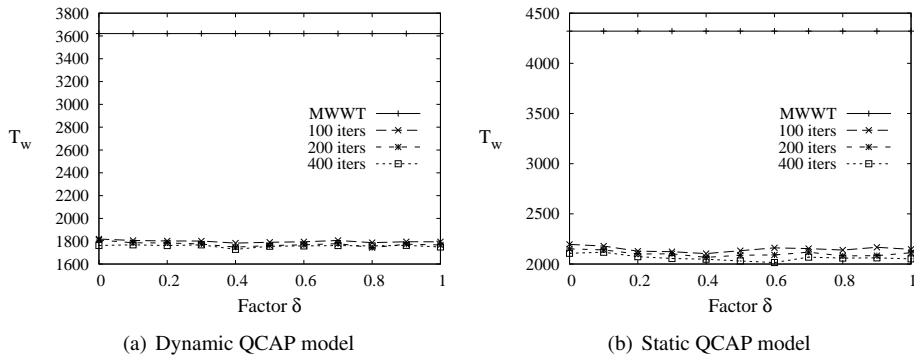 3800
3600
3400
3200
3000
2800
2600
2400
2200
2000
1800
1600
T_w
MWWT
100 iters
200 iters
400 iters
0 0.2 0.4 0.6 0.8 1
Factor δ
(a) Dynamic QCAP model
4500
4000
3500
3000
2500
2000
T_w
MWWT
100 iters
200 iters
400 iters
0 0.2 0.4 0.6 0.8 1
Factor δ
(b) Static QCAP model